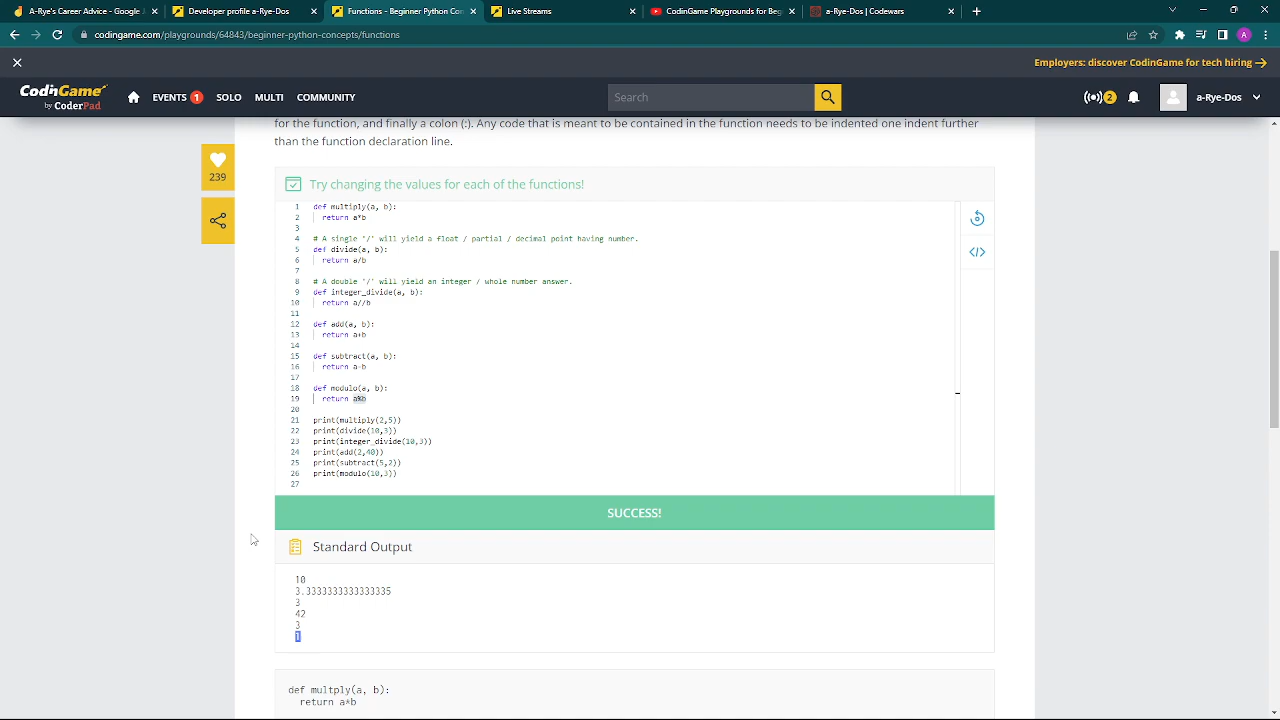 A-Rye's Career Advice - Google J
Developer profile a-Rye-Dos
Functions - Beginner Python Con
Live Streams
CodinGame Playgrounds for Beg
a-Rye-Dos | Codewars
codingame.com/playgrounds/64843/beginner-python-concepts/functions
A
Employers: discover CodinGame for tech hiring
CodinGame
by CoderPad
EVENTS 1 SOLO MULTI COMMUNITY
Search
2
a-Rye-Dos
for the function, and finally a colon (:). Any code that is meant to be contained in the function needs to be indented one indent further
than the function declaration line.
239
Try changing the values for each of the functions!
1 def multiply(a, b):
2 return a*b
3
4 # A single '/' will yield a float / partial / decimal point having number.
5 def divide(a, b):
6 return a/b
7
8 # A double '/' will yield an integer / whole number answer.
9 def integer_divide(a, b):
10 return a//b
11
12 def add(a, b):
13 return a+b
14
15 def subtract(a, b):
16 return a-b
17
18 def modulo(a, b):
19 return a%b
20
21 print(multiply(2,5))
22 print(divide(10,3))
23 print(integer_divide(10,3))
24 print(add(2,40))
25 print(subtract(5,2))
26 print(modulo(10,3))
27
SUCCESS!
Standard Output
10
3.3333333333333335
3
42
3
1
def multply(a, b):
return a*b